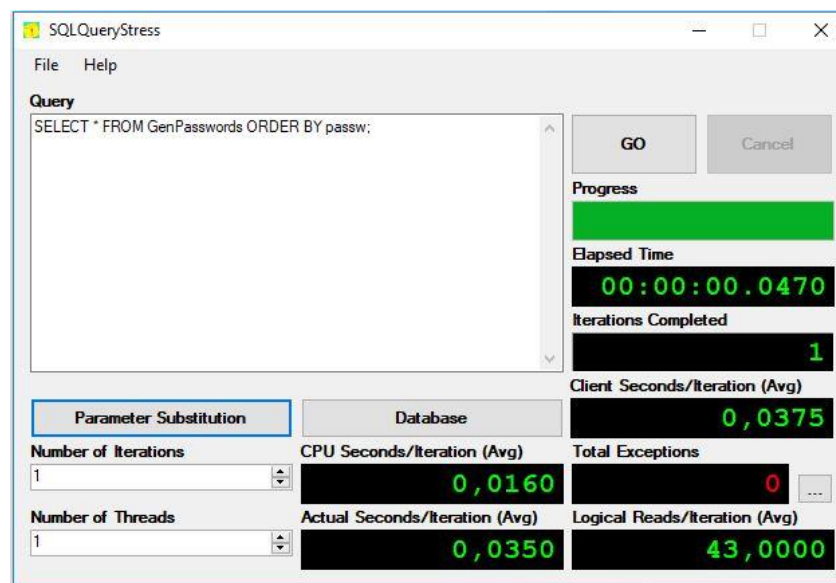 SQLQueryStress
File Help
Query
SELECT * FROM GenPasswords ORDER BY passw;
GO Cancel
Progress
Elapsed Time
00:00:00.0470
Iterations Completed
1
Client Seconds/Iteration (Avg)
0,0375
Parameter Substitution Database
Number of Iterations CPU Seconds/Iteration (Avg) Total Exceptions
1 0,0160 0 ...
Number of Threads Actual Seconds/Iteration (Avg) Logical Reads/Iteration (Avg)
1 0,0350 43,0000